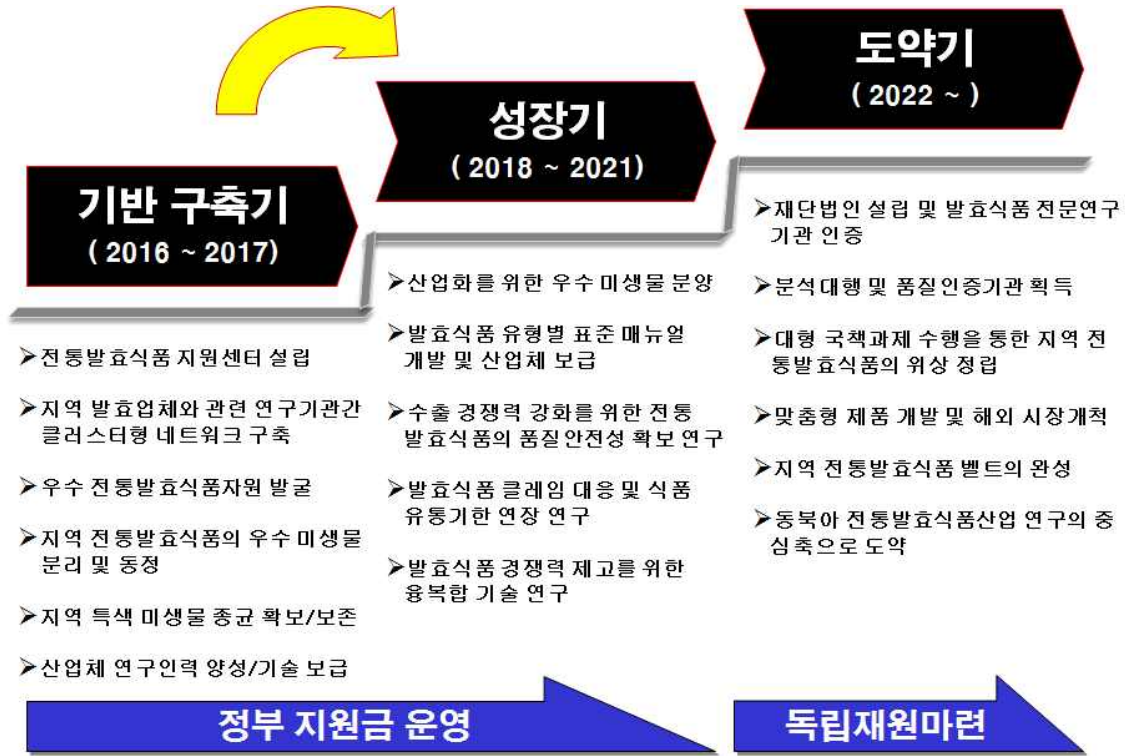 기반 구축기
( 2016 ~ 2017)
➢전통발효식품 지원센터 설립
➢지역 발효업체와 관련 연구기관간
클러스터형 네트워크 구축
➢우수 전통발효식품자원 발굴
➢지역 전통발효식품의 우수 미생물
분리 및 동정
➢지역 특색 미생물 종균 확보/보존
➢산업체 연구인력 양성/기술 보급
성장기
( 2018 ~ 2021)
➢산업화를 위한 우수 미생물 분양
➢발효식품 유형별 표준 매뉴얼
개발 및 산업체 보급
➢수출 경쟁력 강화를 위한 전통
발효식품의 품질안전성 확보 연구
➢발효식품 클레임 대응 및 식품
유통기한 연장 연구
➢발효식품 경쟁력 제고를 위한
융복합 기술 연구
도약기
( 2022 ~ )
➢재단법인 설립 및 발효식품 전문연구
기관 인증
➢분석대행 및 품질인증기관 획득
➢대형 국책과제 수행을 통한 지역 전
통발효식품의 위상 정립
➢맞춤형 제품 개발 및 해외 시장개척
➢지역 전통발효식품 벨트의 완성
➢동북아 전통발효식품산업 연구의 중
심축으로 도약
정부 지원금 운영
독립재원마련